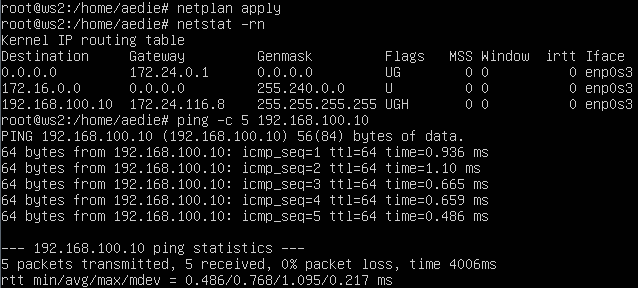 root@ws2:/home/aedie# netplan apply
root@ws2:/home/aedie# netstat -rn
Kernel IP routing table
Destination     Gateway         Genmask         Flags   MSS Window  irtt Iface
0.0.0.0         172.24.0.1      0.0.0.0         UG        0 0          0 enp0s3
172.16.0.0      0.0.0.0         255.240.0.0     U         0 0          0 enp0s3
192.168.100.10  172.24.116.8    255.255.255.255 UGH       0 0          0 enp0s3
root@ws2:/home/aedie# ping -c 5 192.168.100.10
PING 192.168.100.10 (192.168.100.10) 56(84) bytes of data.
64 bytes from 192.168.100.10: icmp_seq=1 ttl=64 time=0.936 ms
64 bytes from 192.168.100.10: icmp_seq=2 ttl=64 time=1.10 ms
64 bytes from 192.168.100.10: icmp_seq=3 ttl=64 time=0.665 ms
64 bytes from 192.168.100.10: icmp_seq=4 ttl=64 time=0.659 ms
64 bytes from 192.168.100.10: icmp_seq=5 ttl=64 time=0.486 ms

--- 192.168.100.10 ping statistics ---
5 packets transmitted, 5 received, 0% packet loss, time 4006ms
rtt min/avg/max/mdev = 0.486/0.768/1.095/0.217 ms